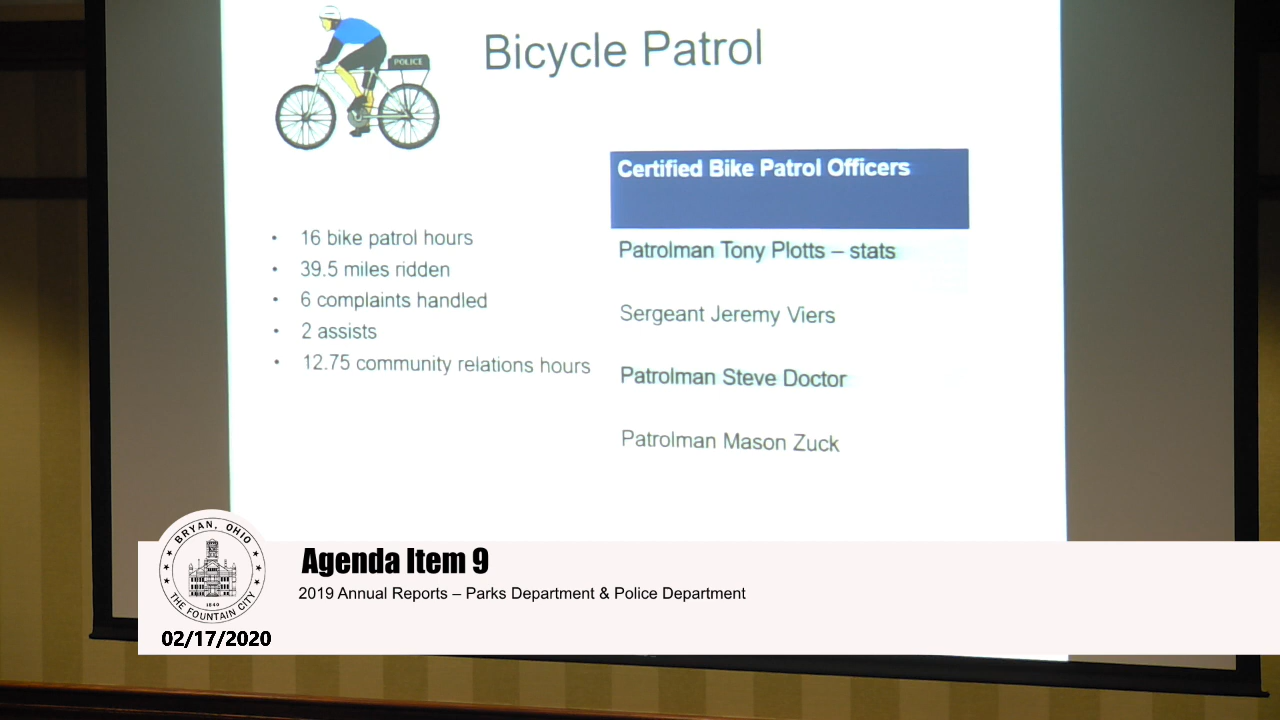 Bicycle Patrol
POLICE
Certified Bike Patrol Officers
• 16 bike patrol hours
• 39.5 miles ridden
• 6 complaints handled
• 2 assists
• 12.75 community relations hours
Patrolman Tony Plotts – stats
Sergeant Jeremy Viers
Patrolman Steve Doctor
Patrolman Mason Zuck
BRYAN, OHIO
1840
THE FOUNTAIN CITY
Agenda Item 9
2019 Annual Reports – Parks Department & Police Department
02/17/2020